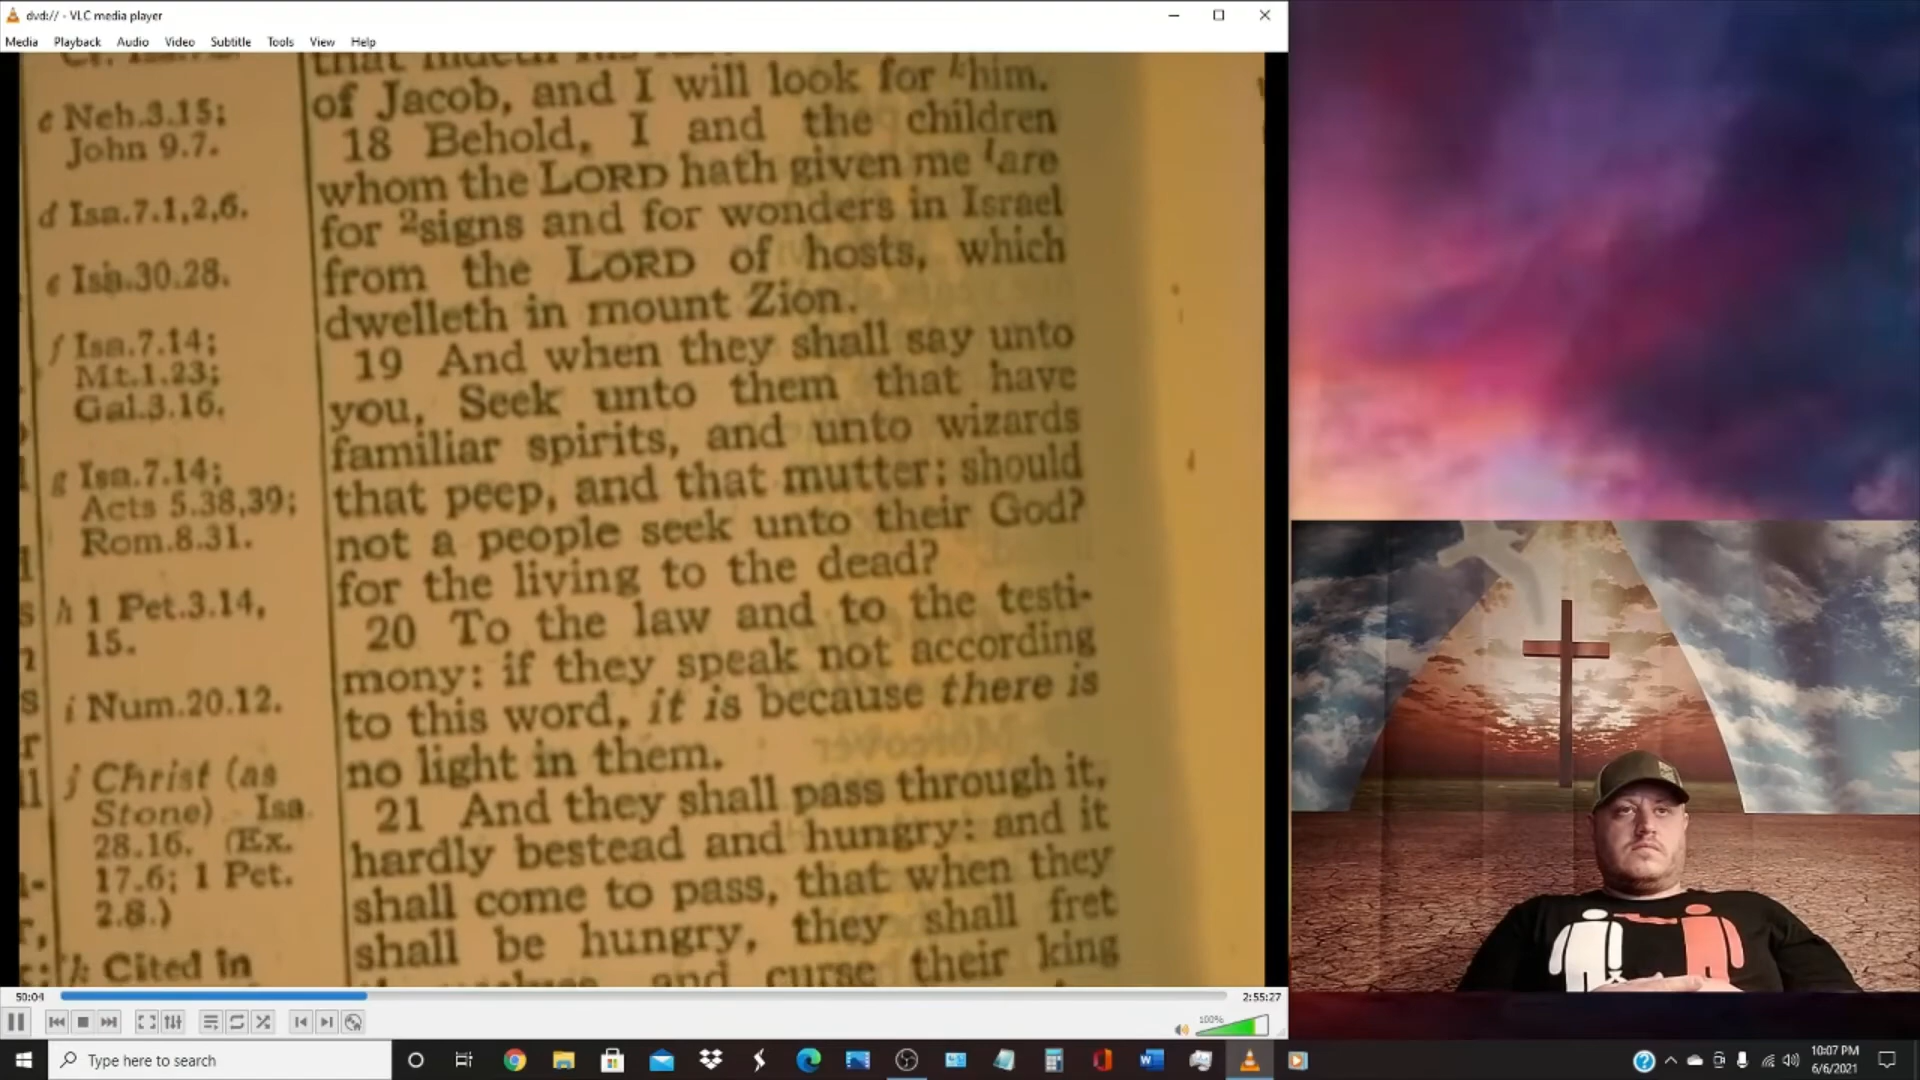 dvd:// - VLC media player
Media Playback Audio Video Subtitle Tools View Help
c Neh.3.15;
John 9.7.
d Isa.7.1,2,6.
e Isa.30.28.
f Isa.7.14;
Mt.1.23;
Gal.3.16.
g Isa.7.14;
Acts 5.38,39;
Rom.8.31.
h 1 Pet.3.14,
15.
i Num.20.12.
j Christ (as
Stone) Isa.
28.16. (Ex.
17.6; 1 Pet.
2.8.)
k Cited in
of Jacob, and I will look for k him.
18 Behold, I and the children
whom the LORD hath given me l are
for 2signs and for wonders in Israel
from the LORD of hosts, which
dwelleth in mount Zion.
19 And when they shall say unto
you, Seek unto them that have
familiar spirits, and unto wizards
that peep, and that mutter: should
not a people seek unto their God?
for the living to the dead?
20 To the law and to the testi-
mony: if they speak not according
to this word, it is because there is
no light in them.
21 And they shall pass through it,
hardly bestead and hungry: and it
shall come to pass, that when they
shall be hungry, they shall fret
and curse their king
50:04
2:55:27
100%
Type here to search
10:07 PM
6/6/2021